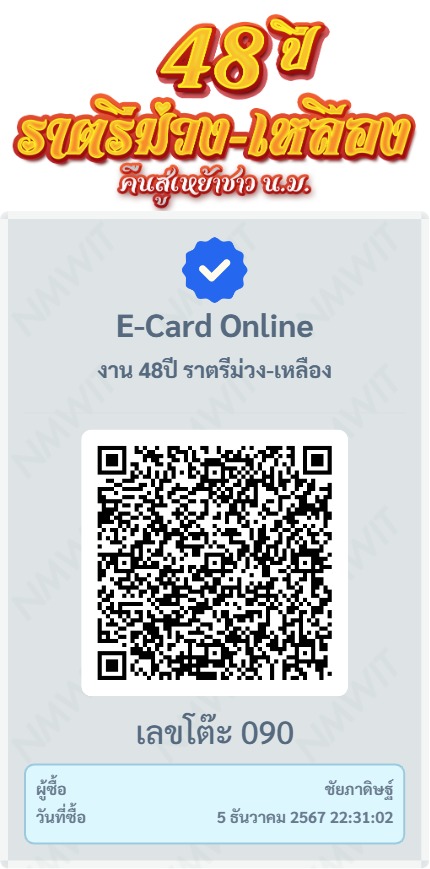 48 ปี
ราตรีม่วง-เหลือง
คืนสู่เหย้าชาว น.ม.
E-Card Online
งาน 48ปี ราตรีม่วง-เหลือง
เลขโต๊ะ 090
ผู้ซื้อ ชัยภาดิษฐ์
วันที่ซื้อ 5 ธันวาคม 2567 22:31:02
NMWIT